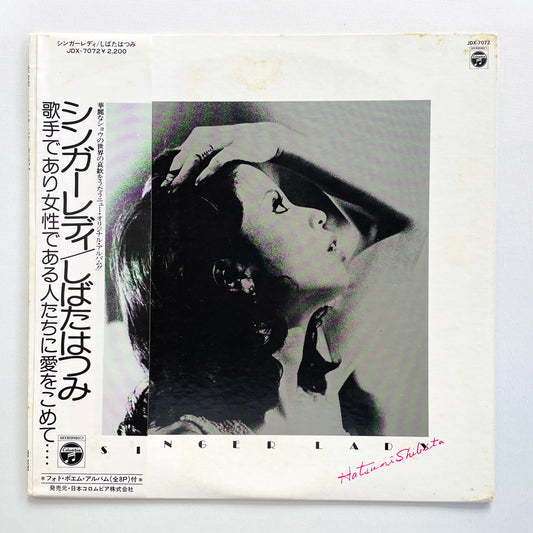 シンガーレディ/しばたはつみ
JDX-7072 ¥2,200
JDX-7072
華麗なショウの世界の哀歓をうたうニュー・オリジナル・アルバム!!
シンガーレディ/しばたはつみ
歌手であり女性である人たちに愛をこめて‥‥
SINGER LADY
Hatsumi Shibata
Columbia
*フォト・ポエム・アルバム(全8P)付*
発売元・日本コロムビア株式会社